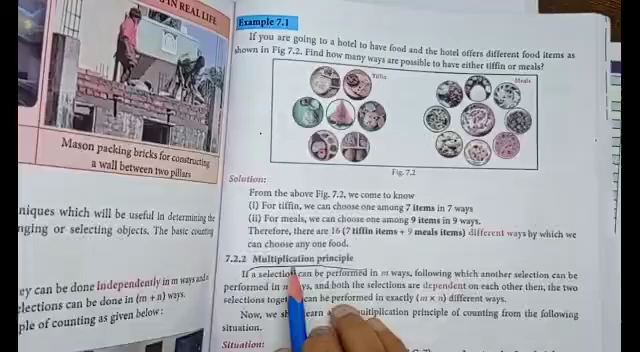 IN REAL LIFE
Mason packing bricks for constructing
a wall between two pillars
niques which will be useful in determining the
nging or selecting objects. The basic counting
ey can be done independently in m ways and
elections can be done in (m + n) ways.
ple of counting as given below:
Example 7.1
If you are going to a hotel to have food and the hotel offers different food items as
shown in Fig 7.2. Find how many ways are possible to have either tiffin or meals?
Tiffin
Meals
Fig. 7.2
Solution:
From the above Fig. 7.2, we come to know
(i) For tiffin, we can choose one among 7 items in 7 ways
(ii) For meals, we can choose one among 9 items in 9 ways.
Therefore, there are 16 (7 tiffin items + 9 meals items) different ways by which we
can choose any one food.
7.2.2 Multiplication principle
If a selection can be performed in m ways, following which another selection can be
performed in and both the selections are dependent on each other then, the two
selections can be performed in exactly (m × n) different ways.
Now, we learn multiplication principle of counting from the following
situation.
Situation: